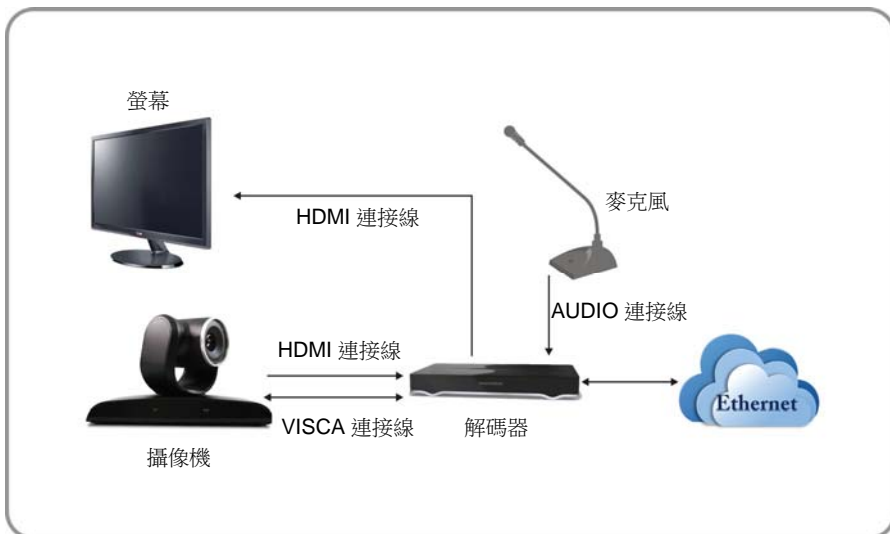 螢幕
HDMI 連接線
麥克風
AUDIO 連接線
HDMI 連接線
VISCA 連接線
攝像機
解碼器
Ethernet